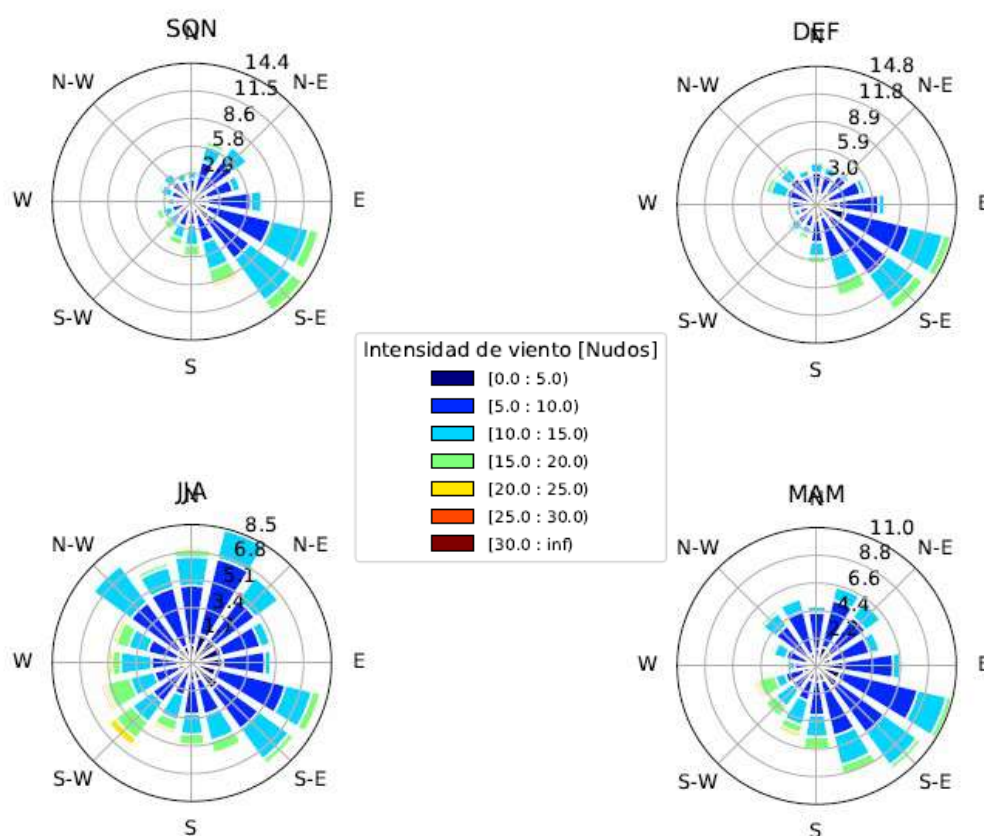 SON
N
14.4
11.5
8.6
5.8
N-W
N-E
W
E
S-W
S-E
S
DEF
N
14.8
11.8
8.9
5.9
3.0
N-W
N-E
W
E
S-W
S-E
S
Intensidad de viento [Nudos]
[0.0 : 5.0)
[5.0 : 10.0)
[10.0 : 15.0)
[15.0 : 20.0)
[20.0 : 25.0)
[25.0 : 30.0)
[30.0 : inf)
JJA
N
8.5
6.8
5.1
3.4
N-W
N-E
W
E
S-W
S-E
S
MAM
N
11.0
8.8
6.6
4.4
N-W
N-E
W
E
S-W
S-E
S